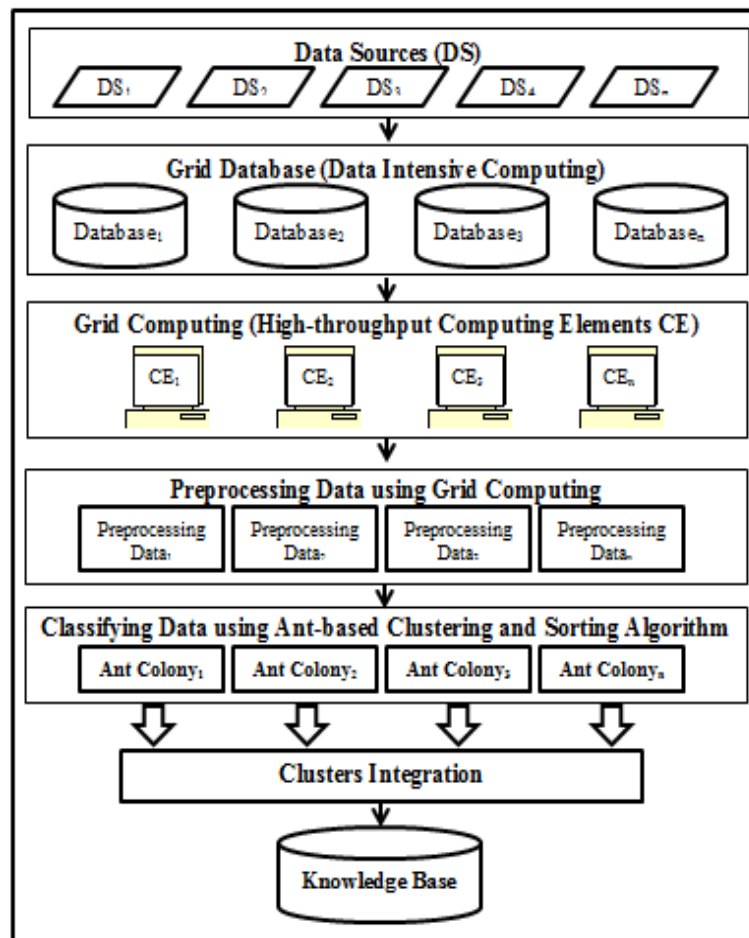 Data Sources (DS)
DS₁ DS₂ DS₃ DS₄ DSₙ
Grid Database (Data Intensive Computing)
Database₁ Database₂ Database₃ Databaseₙ
Grid Computing (High-throughput Computing Elements CE)
CE₁ CE₂ CE₃ CEₙ
Preprocessing Data using Grid Computing
Preprocessing Preprocessing Preprocessing Preprocessing
Data₁ Data₂ Data₃ Dataₙ
Classifying Data using Ant-based Clustering and Sorting Algorithm
Ant Colony₁ Ant Colony₂ Ant Colony₃ Ant Colonyₙ
Clusters Integration
Knowledge Base